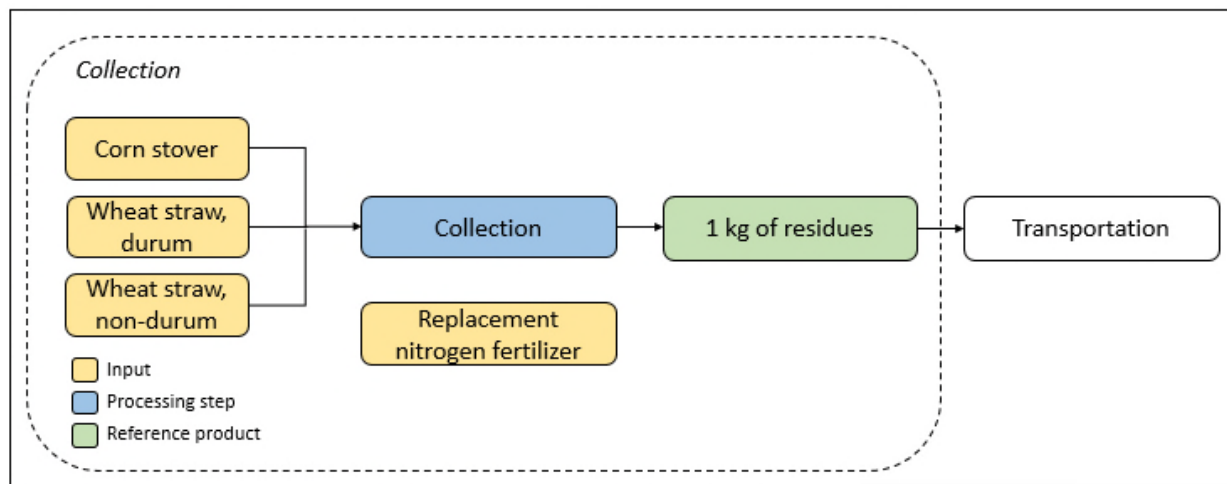 Collection
Corn stover
Wheat straw,
durum
Wheat straw,
non-durum
Collection
Replacement
nitrogen fertilizer
1 kg of residues
Transportation
Input
Processing step
Reference product